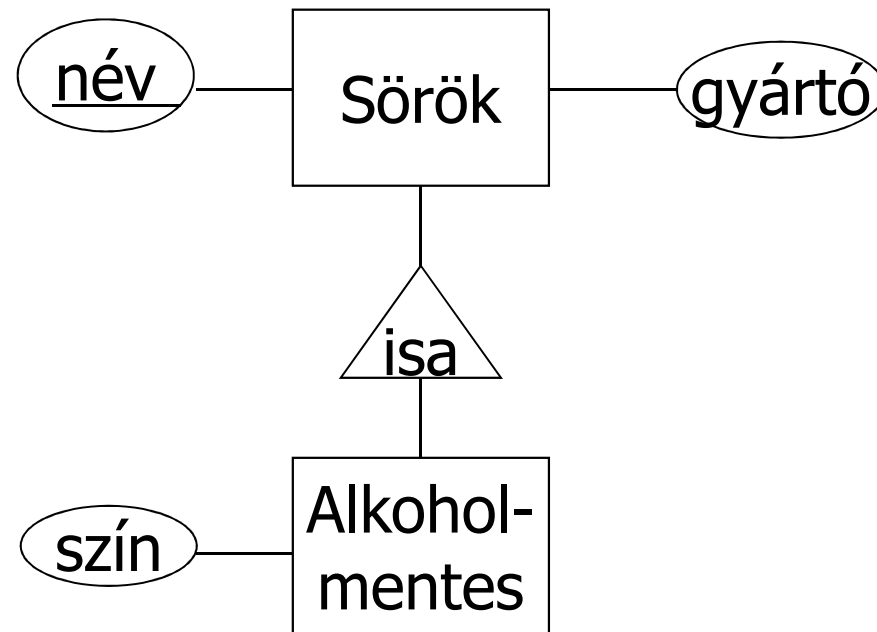 név
Sörök
gyártó
isa
szín
Alkohol-
mentes